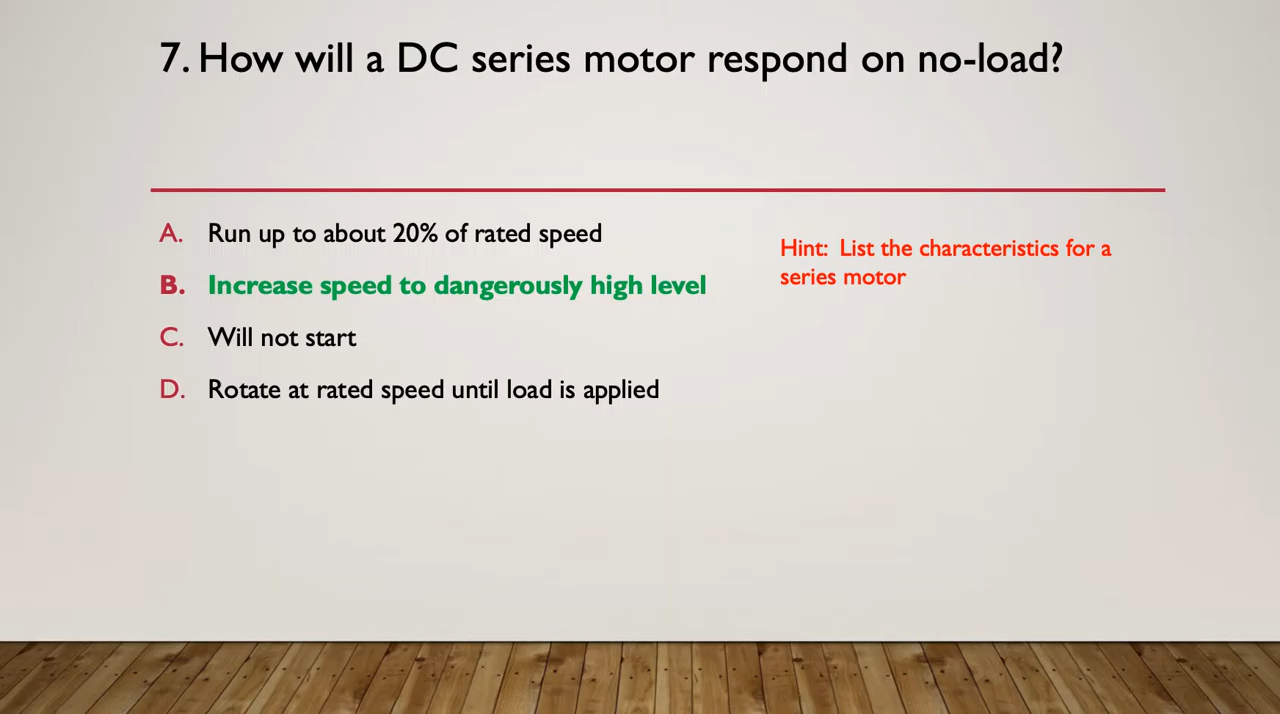 7. How will a DC series motor respond on no-load?
A. Run up to about 20% of rated speed
B. Increase speed to dangerously high level
C. Will not start
D. Rotate at rated speed until load is applied
Hint: List the characteristics for a
series motor